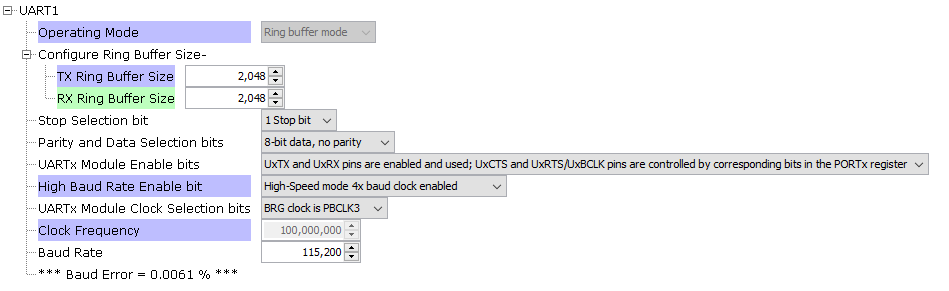 UART1
Operating Mode Ring buffer mode
Configure Ring Buffer Size-
TX Ring Buffer Size 2,048
RX Ring Buffer Size 2,048
Stop Selection bit 1 Stop bit
Parity and Data Selection bits 8-bit data, no parity
UARTx Module Enable bits UxTX and UxRX pins are enabled and used; UxCTS and UxRTS/UxBCLK pins are controlled by corresponding bits in the PORTx register
High Baud Rate Enable bit High-Speed mode 4x baud clock enabled
UARTx Module Clock Selection bits BRG clock is PBCLK3
Clock Frequency 100,000,000
Baud Rate 115,200
*** Baud Error = 0.0061 % ***